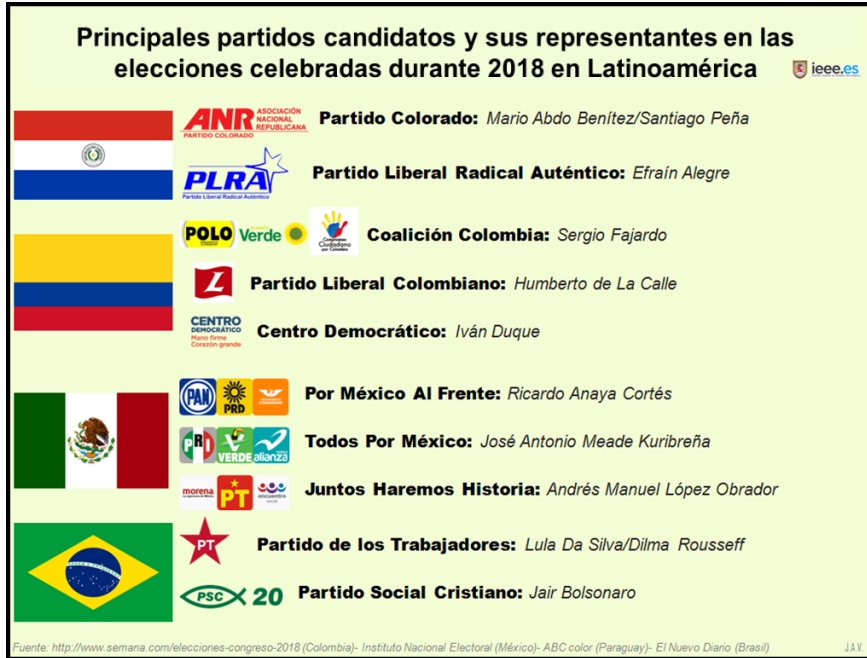 Principales partidos candidatos y sus representantes en las
elecciones celebradas durante 2018 en Latinoamérica
ieee.es
ANR ASOCIACIÓN NACIONAL REPUBLICANA
PARTIDO COLORADO
Partido Colorado: Mario Abdo Benítez/Santiago Peña
PLRA
Partido Liberal Radical Auténtico
Partido Liberal Radical Auténtico: Efraín Alegre
POLO
Verde
Compromiso
Ciudadano
por Colombia
Coalición Colombia: Sergio Fajardo
L
Partido Liberal Colombiano: Humberto de La Calle
CENTRO
DEMOCRÁTICO
Mano firme
Corazón grande
Centro Democrático: Iván Duque
PAN
PRD
Por México Al Frente: Ricardo Anaya Cortés
PRI
VERDE
alianza
Todos Por México: José Antonio Meade Kuribreña
morena
PT
encuentro
social
Juntos Haremos Historia: Andrés Manuel López Obrador
PT
Partido de los Trabajadores: Lula Da Silva/Dilma Rousseff
PSC 20
Partido Social Cristiano: Jair Bolsonaro
Fuente: http://www.semana.com/elecciones-congreso-2018 (Colombia)- Instituto Nacional Electoral (México)- ABC color (Paraguay)- El Nuevo Diario (Brasil)
J.A.V.